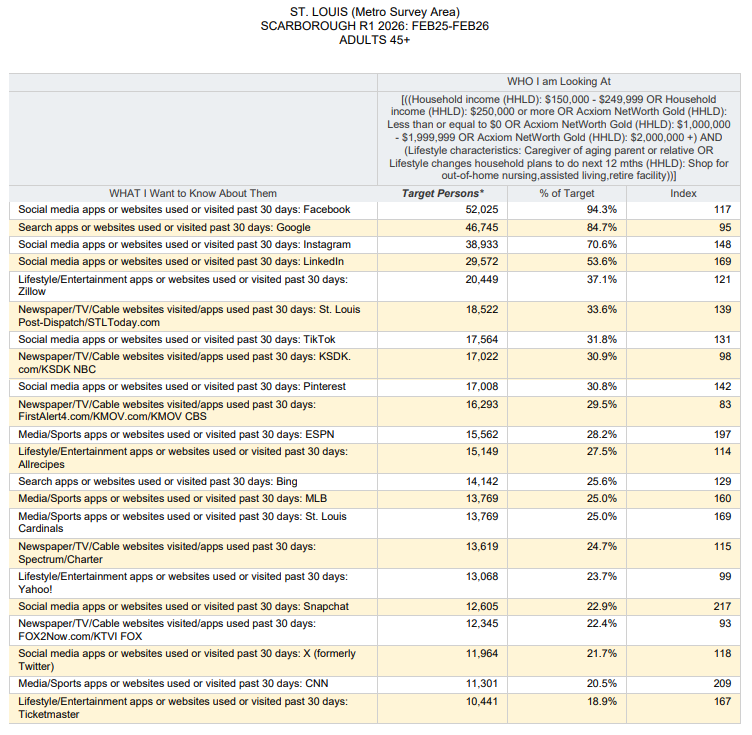 ST. LOUIS (Metro Survey Area)
SCARBOROUGH R1 2026: FEB25-FEB26
ADULTS 45+
WHO I am Looking At
[((Household income (HHLD): $150,000 - $249,999 OR Household
income (HHLD): $250,000 or more OR Acxiom NetWorth Gold (HHLD):
Less than or equal to $0 OR Acxiom NetWorth Gold (HHLD): $1,000,000
- $1,999,999 OR Acxiom NetWorth Gold (HHLD): $2,000,000 +) AND
(Lifestyle characteristics: Caregiver of aging parent or relative OR
Lifestyle changes household plans to do next 12 mths (HHLD): Shop for
out-of-home nursing,assisted living,retire facility))]
WHAT I Want to Know About Them Target Persons* % of Target Index
Social media apps or websites used or visited past 30 days: Facebook 52,025 94.3% 117
Search apps or websites used or visited past 30 days: Google 46,745 84.7% 95
Social media apps or websites used or visited past 30 days: Instagram 38,933 70.6% 148
Social media apps or websites used or visited past 30 days: LinkedIn 29,572 53.6% 169
Lifestyle/Entertainment apps or websites used or visited past 30 days: 20,449 37.1% 121
Zillow
Newspaper/TV/Cable websites visited/apps used past 30 days: St. Louis 18,522 33.6% 139
Post-Dispatch/STLToday.com
Social media apps or websites used or visited past 30 days: TikTok 17,564 31.8% 131
Newspaper/TV/Cable websites visited/apps used past 30 days: KSDK. 17,022 30.9% 98
com/KSDK NBC
Social media apps or websites used or visited past 30 days: Pinterest 17,008 30.8% 142
Newspaper/TV/Cable websites visited/apps used past 30 days: 16,293 29.5% 83
FirstAlert4.com/KMOV.com/KMOV CBS
Media/Sports apps or websites used or visited past 30 days: ESPN 15,562 28.2% 197
Lifestyle/Entertainment apps or websites used or visited past 30 days: 15,149 27.5% 114
Allrecipes
Search apps or websites used or visited past 30 days: Bing 14,142 25.6% 129
Media/Sports apps or websites used or visited past 30 days: MLB 13,769 25.0% 160
Media/Sports apps or websites used or visited past 30 days: St. Louis 13,769 25.0% 169
Cardinals
Newspaper/TV/Cable websites visited/apps used past 30 days: 13,619 24.7% 115
Spectrum/Charter
Lifestyle/Entertainment apps or websites used or visited past 30 days: 13,068 23.7% 99
Yahoo!
Social media apps or websites used or visited past 30 days: Snapchat 12,605 22.9% 217
Newspaper/TV/Cable websites visited/apps used past 30 days: 12,345 22.4% 93
FOX2Now.com/KTVI FOX
Social media apps or websites used or visited past 30 days: X (formerly 11,964 21.7% 118
Twitter)
Media/Sports apps or websites used or visited past 30 days: CNN 11,301 20.5% 209
Lifestyle/Entertainment apps or websites used or visited past 30 days: 10,441 18.9% 167
Ticketmaster